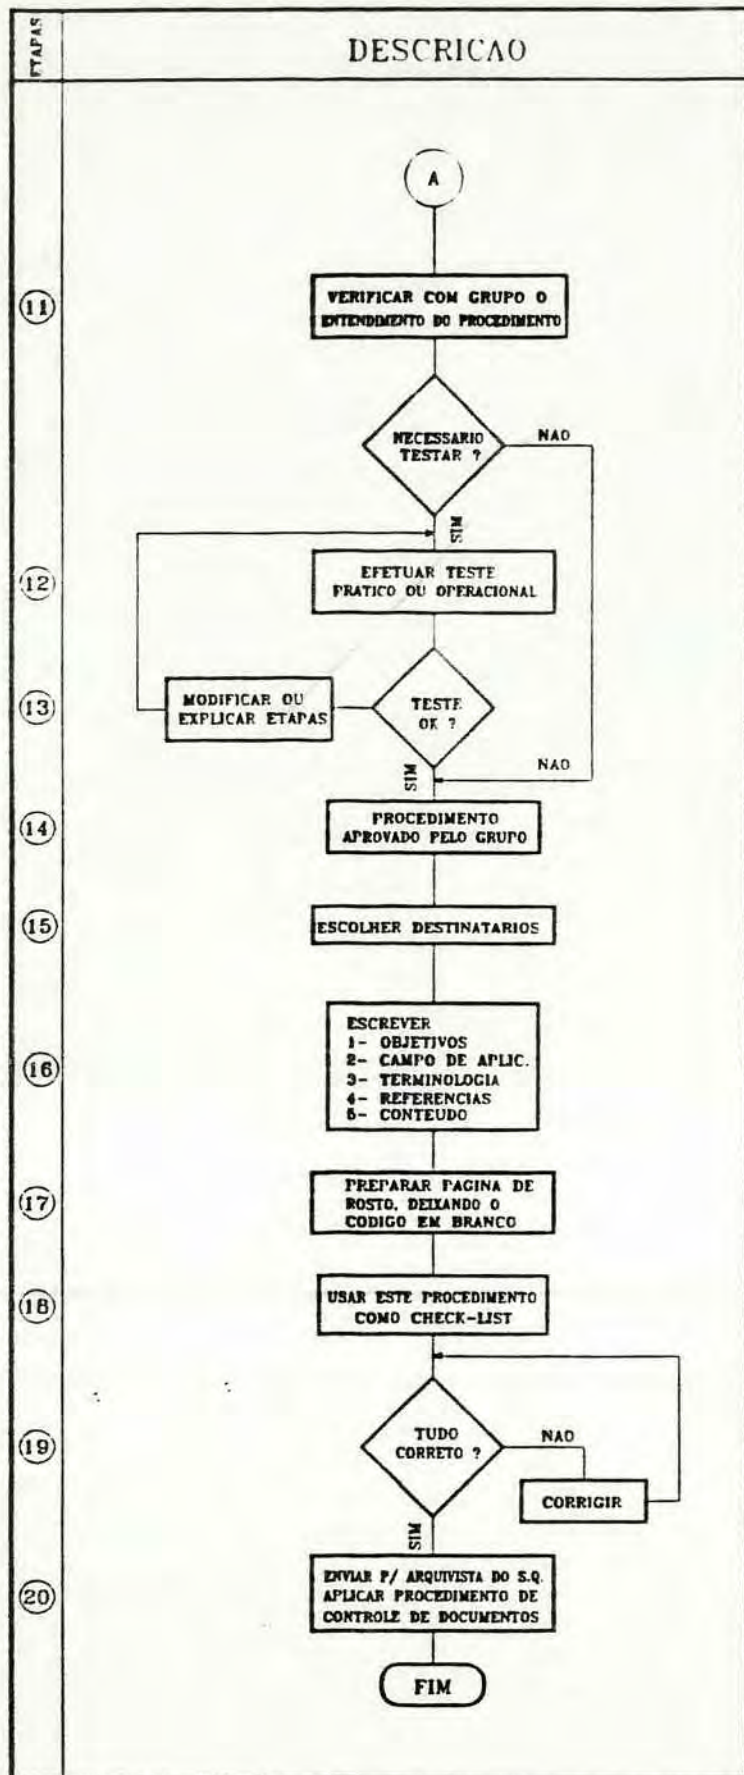 ETAPAS
DESCRICAO
A
11
VERIFICAR COM GRUPO O
ENTENDIMENTO DO PROCEDIMENTO
NECESSARIO
TESTAR ?
NAO
SIM
12
EFETUAR TESTE
PRATICO OU OPERACIONAL
13
MODIFICAR OU
EXPLICAR ETAPAS
TESTE
OK ?
NAO
SIM
14
PROCEDIMENTO
APROVADO PELO GRUPO
15
ESCOLHER DESTINATARIOS
16
ESCREVER
1- OBJETIVOS
2- CAMPO DE APLIC.
3- TERMINOLOGIA
4- REFERENCIAS
5- CONTEUDO
17
PREPARAR PAGINA DE
ROSTO, DEIXANDO O
CODIGO EM BRANCO
18
USAR ESTE PROCEDIMENTO
COMO CHECK-LIST
19
TUDO
CORRETO ?
NAO
CORRIGIR
SIM
20
ENVIAR P/ ARQUIVISTA DO S.Q.
APLICAR PROCEDIMENTO DE
CONTROLE DE DOCUMENTOS
FIM